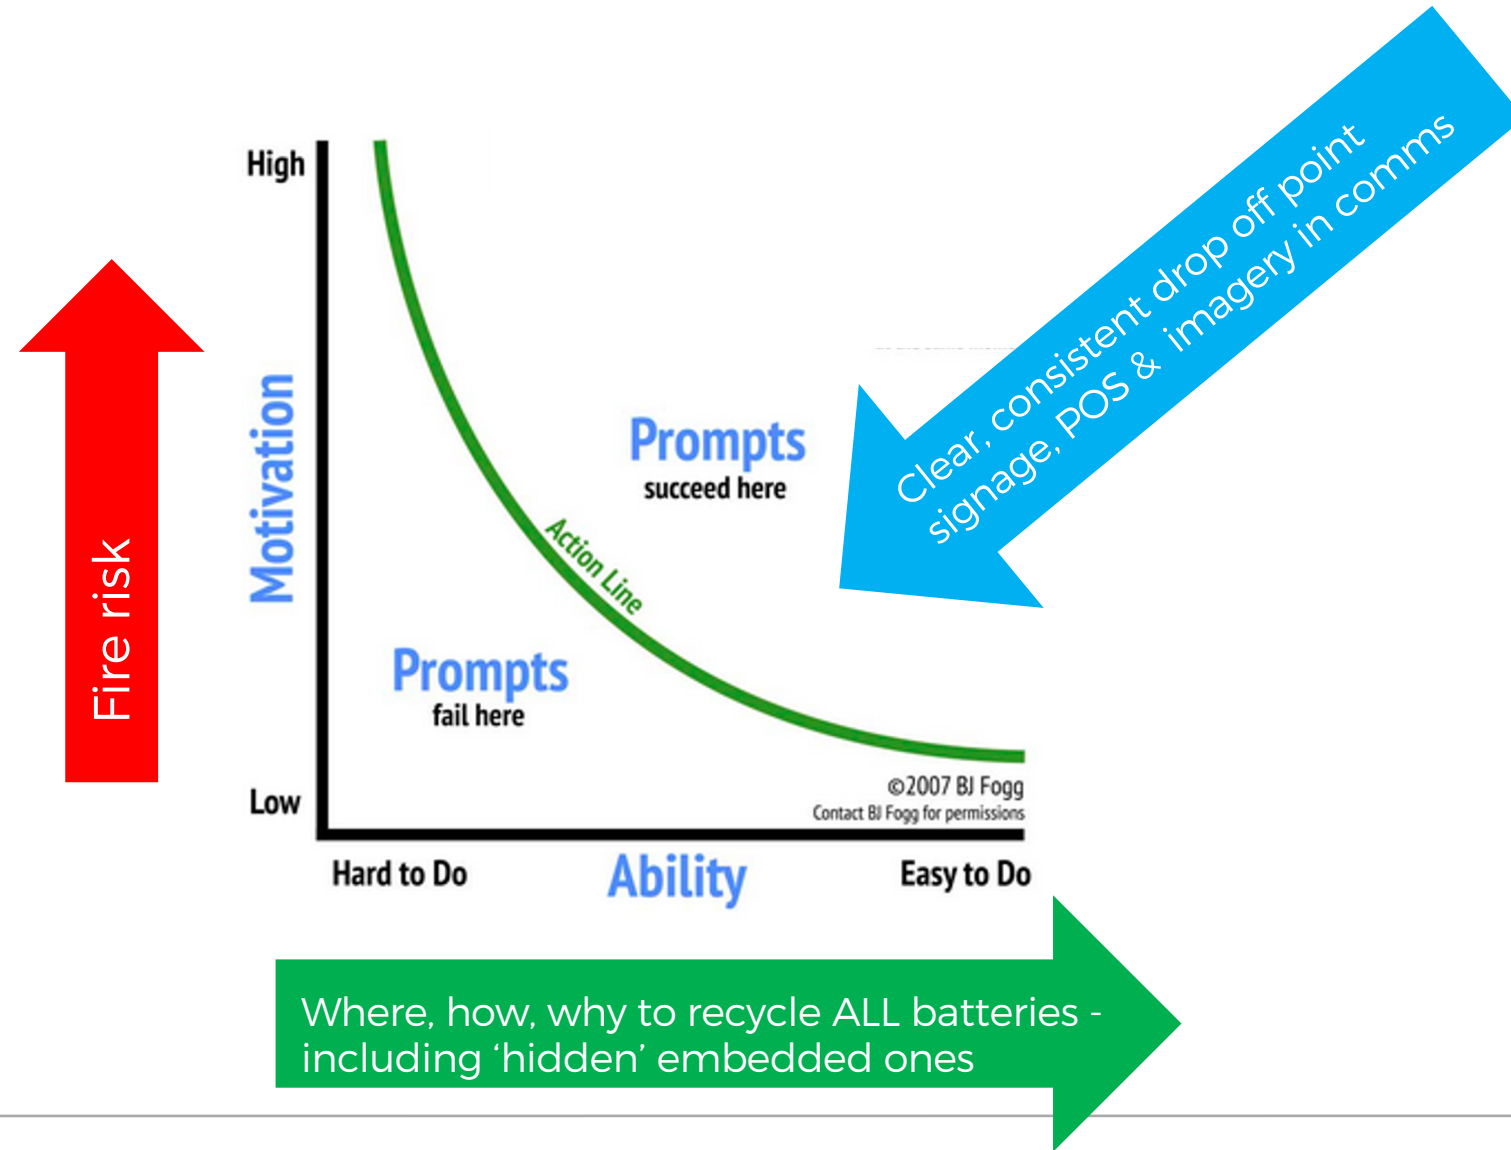 High
Clear, consistent drop off point
signage, POS &  imagery in comms
Fire risk
Motivation
Prompts
succeed here
Action Line
Prompts
fail here
©2007 BJ Fogg
Contact BJ Fogg for permissions
Low
Hard to Do
Ability
Easy to Do
Where, how, why to recycle ALL batteries -
including ‘hidden’ embedded ones